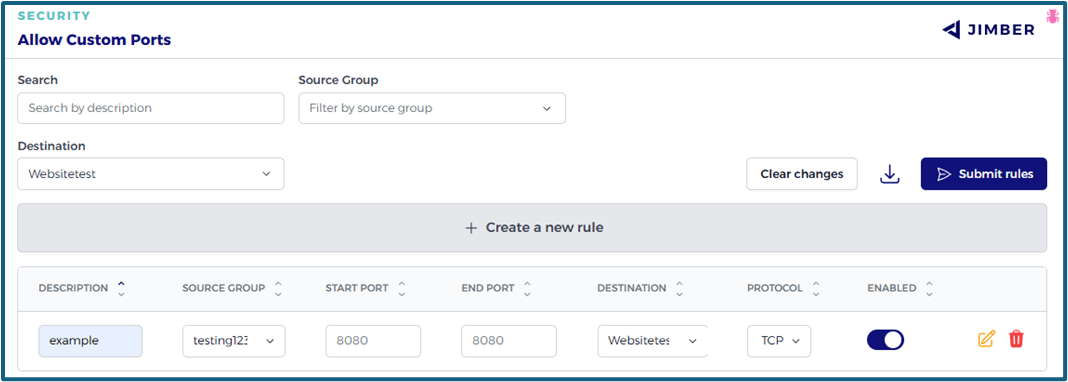 SECURITY
Allow Custom Ports
JIMBER
Search
Source Group
Search by description
Filter by source group
Destination
Websitetest
Clear changes
Submit rules
Create a new rule
DESCRIPTION SOURCE GROUP START PORT END PORT DESTINATION PROTOCOL ENABLED
example testing123 8080 8080 Websitetes TCP